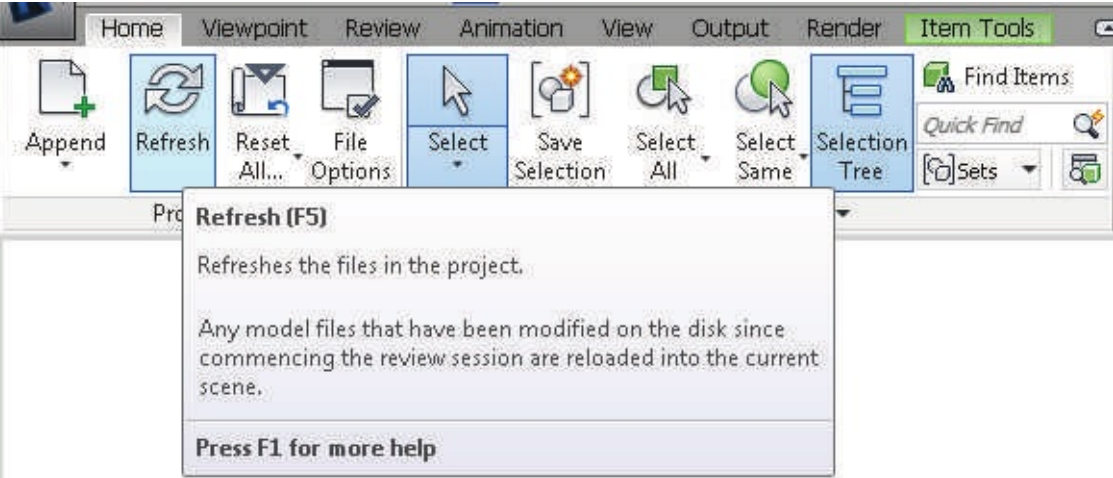 Home Viewpoint Review Animation View Output Render Item Tools
Append Refresh Reset All... File Options Select Save Selection Select All Select Same Selection Tree Find Items
Quick Find
Sets
Refresh (F5)
Refreshes the files in the project.
Any model files that have been modified on the disk since
commencing the review session are reloaded into the current
scene.
Press F1 for more help